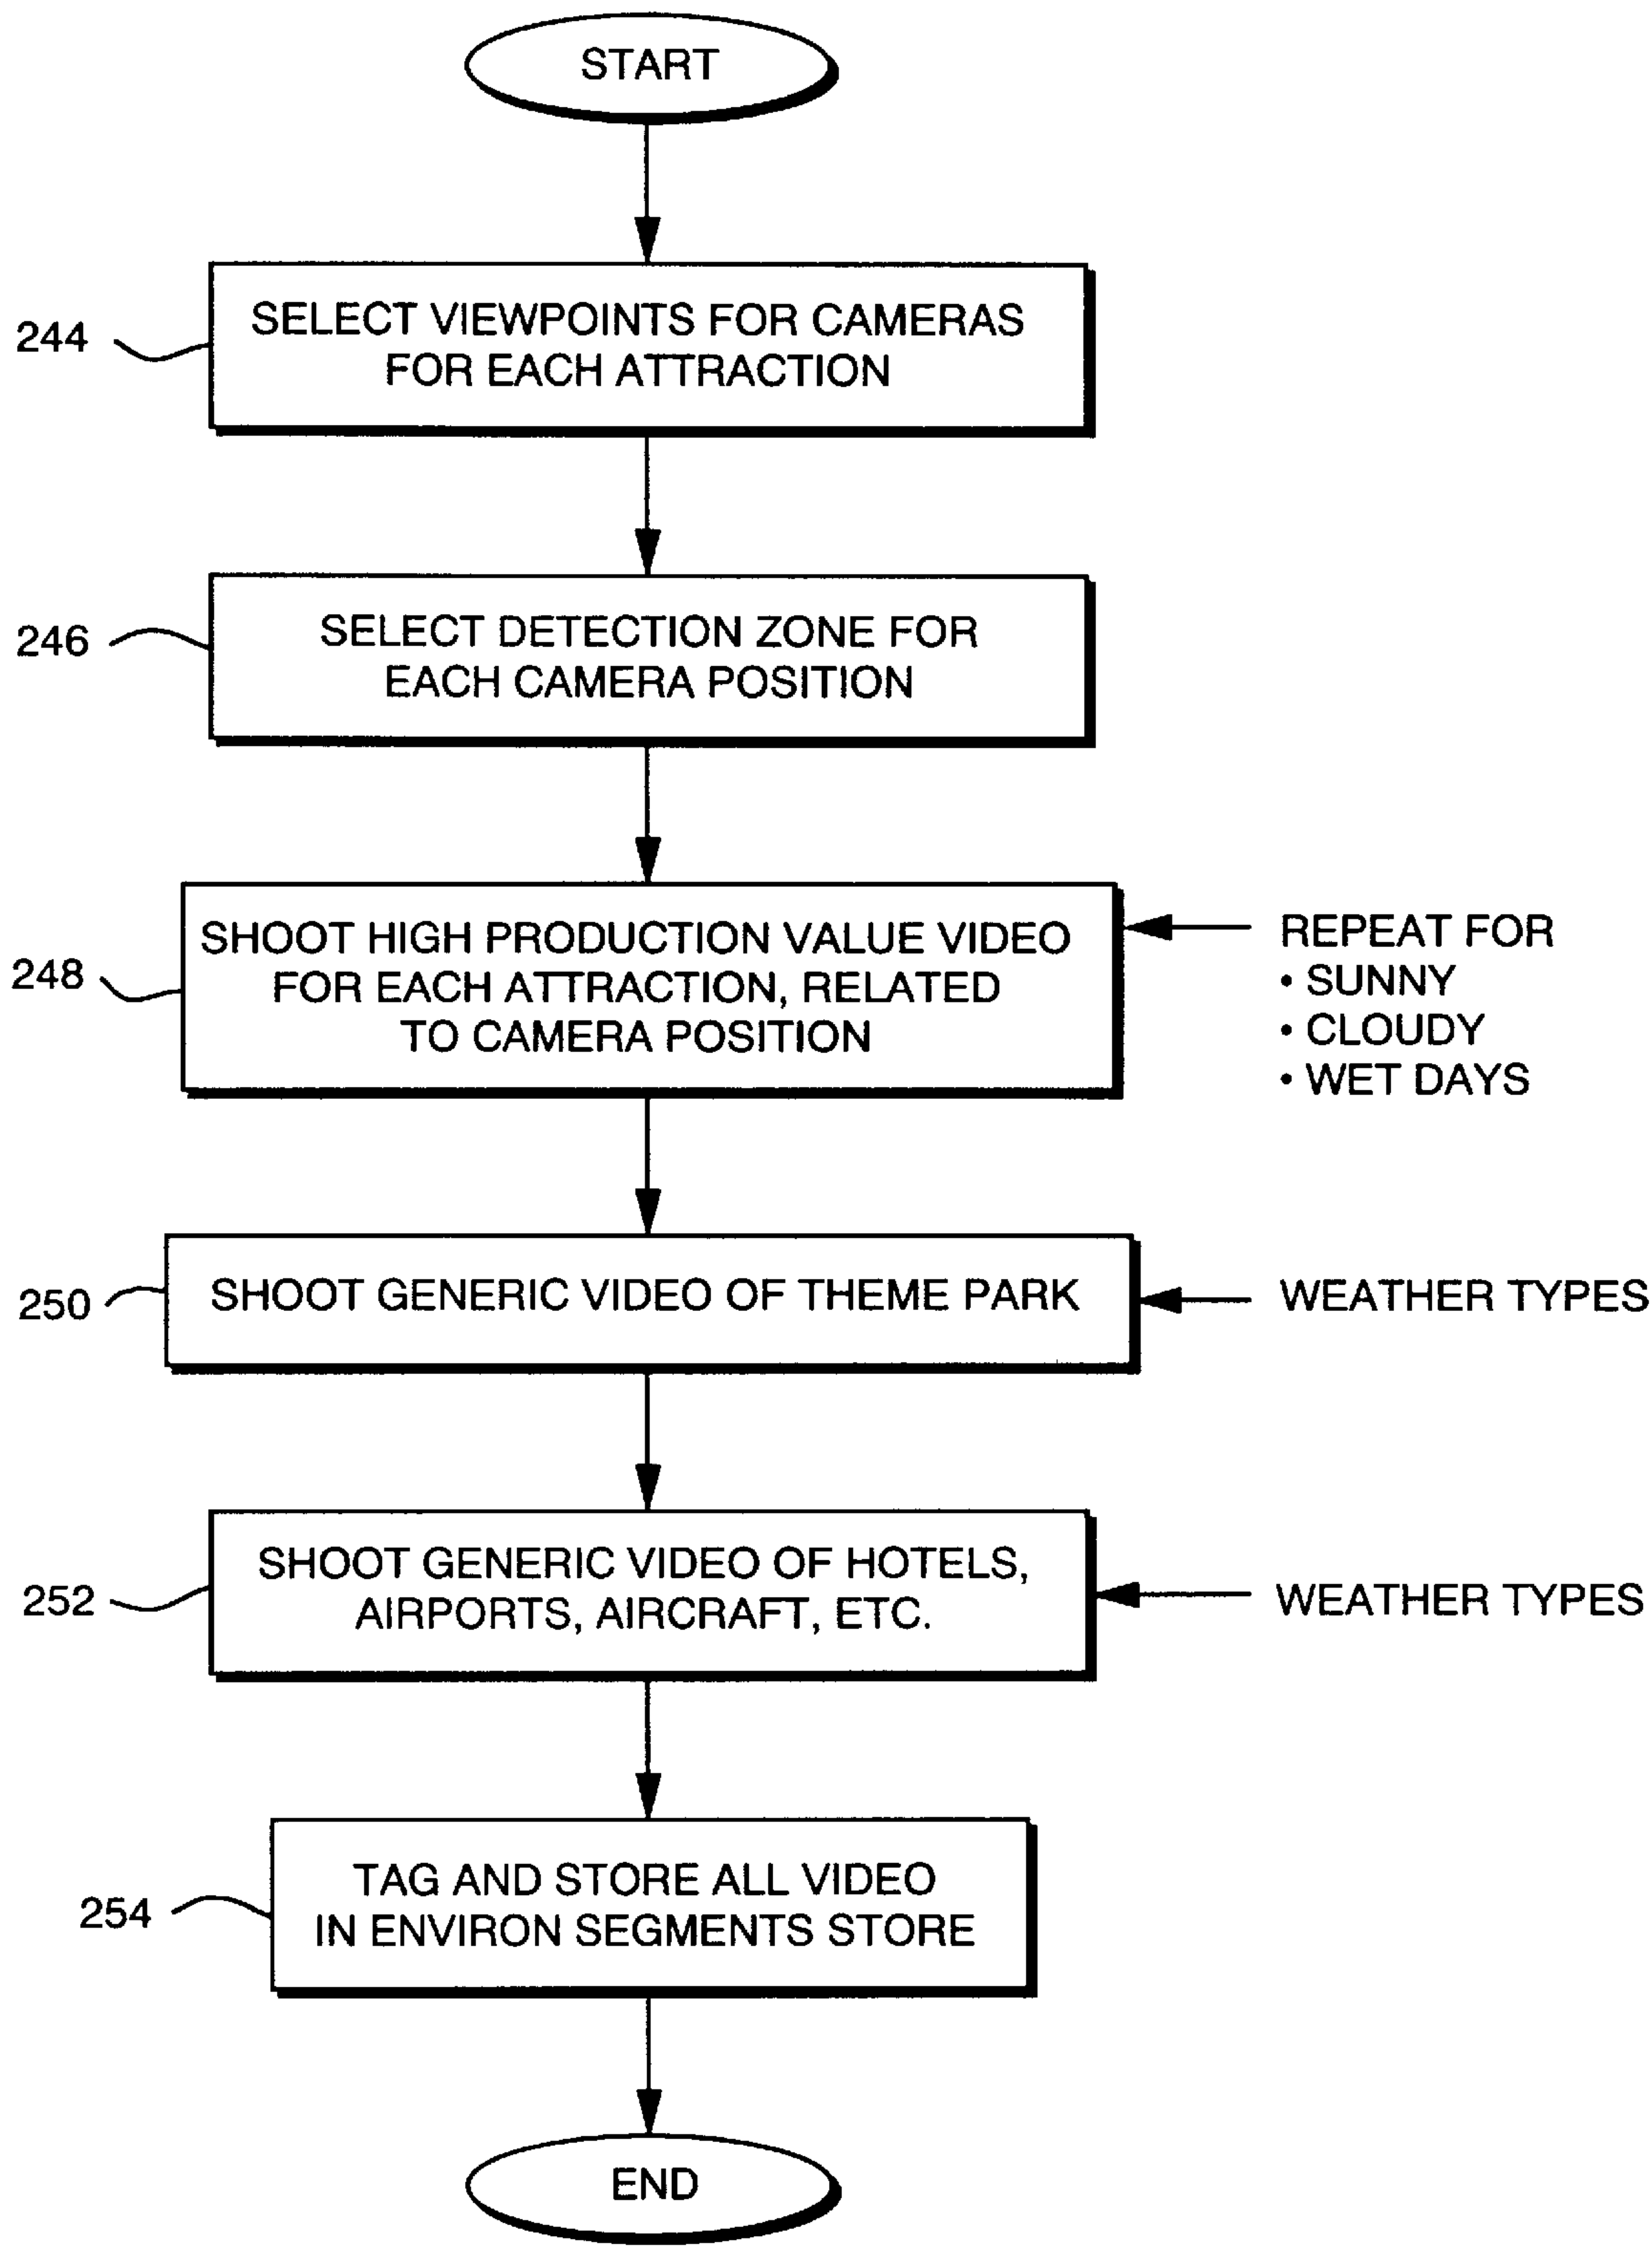 START
244
SELECT VIEWPOINTS FOR CAMERAS
FOR EACH ATTRACTION
246
SELECT DETECTION ZONE FOR
EACH CAMERA POSITION
248
SHOOT HIGH PRODUCTION VALUE VIDEO
FOR EACH ATTRACTION, RELATED
TO CAMERA POSITION
REPEAT FOR
• SUNNY
• CLOUDY
• WET DAYS
250
SHOOT GENERIC VIDEO OF THEME PARK
WEATHER TYPES
252
SHOOT GENERIC VIDEO OF HOTELS,
AIRPORTS, AIRCRAFT, ETC.
WEATHER TYPES
254
TAG AND STORE ALL VIDEO
IN ENVIRON SEGMENTS STORE
END